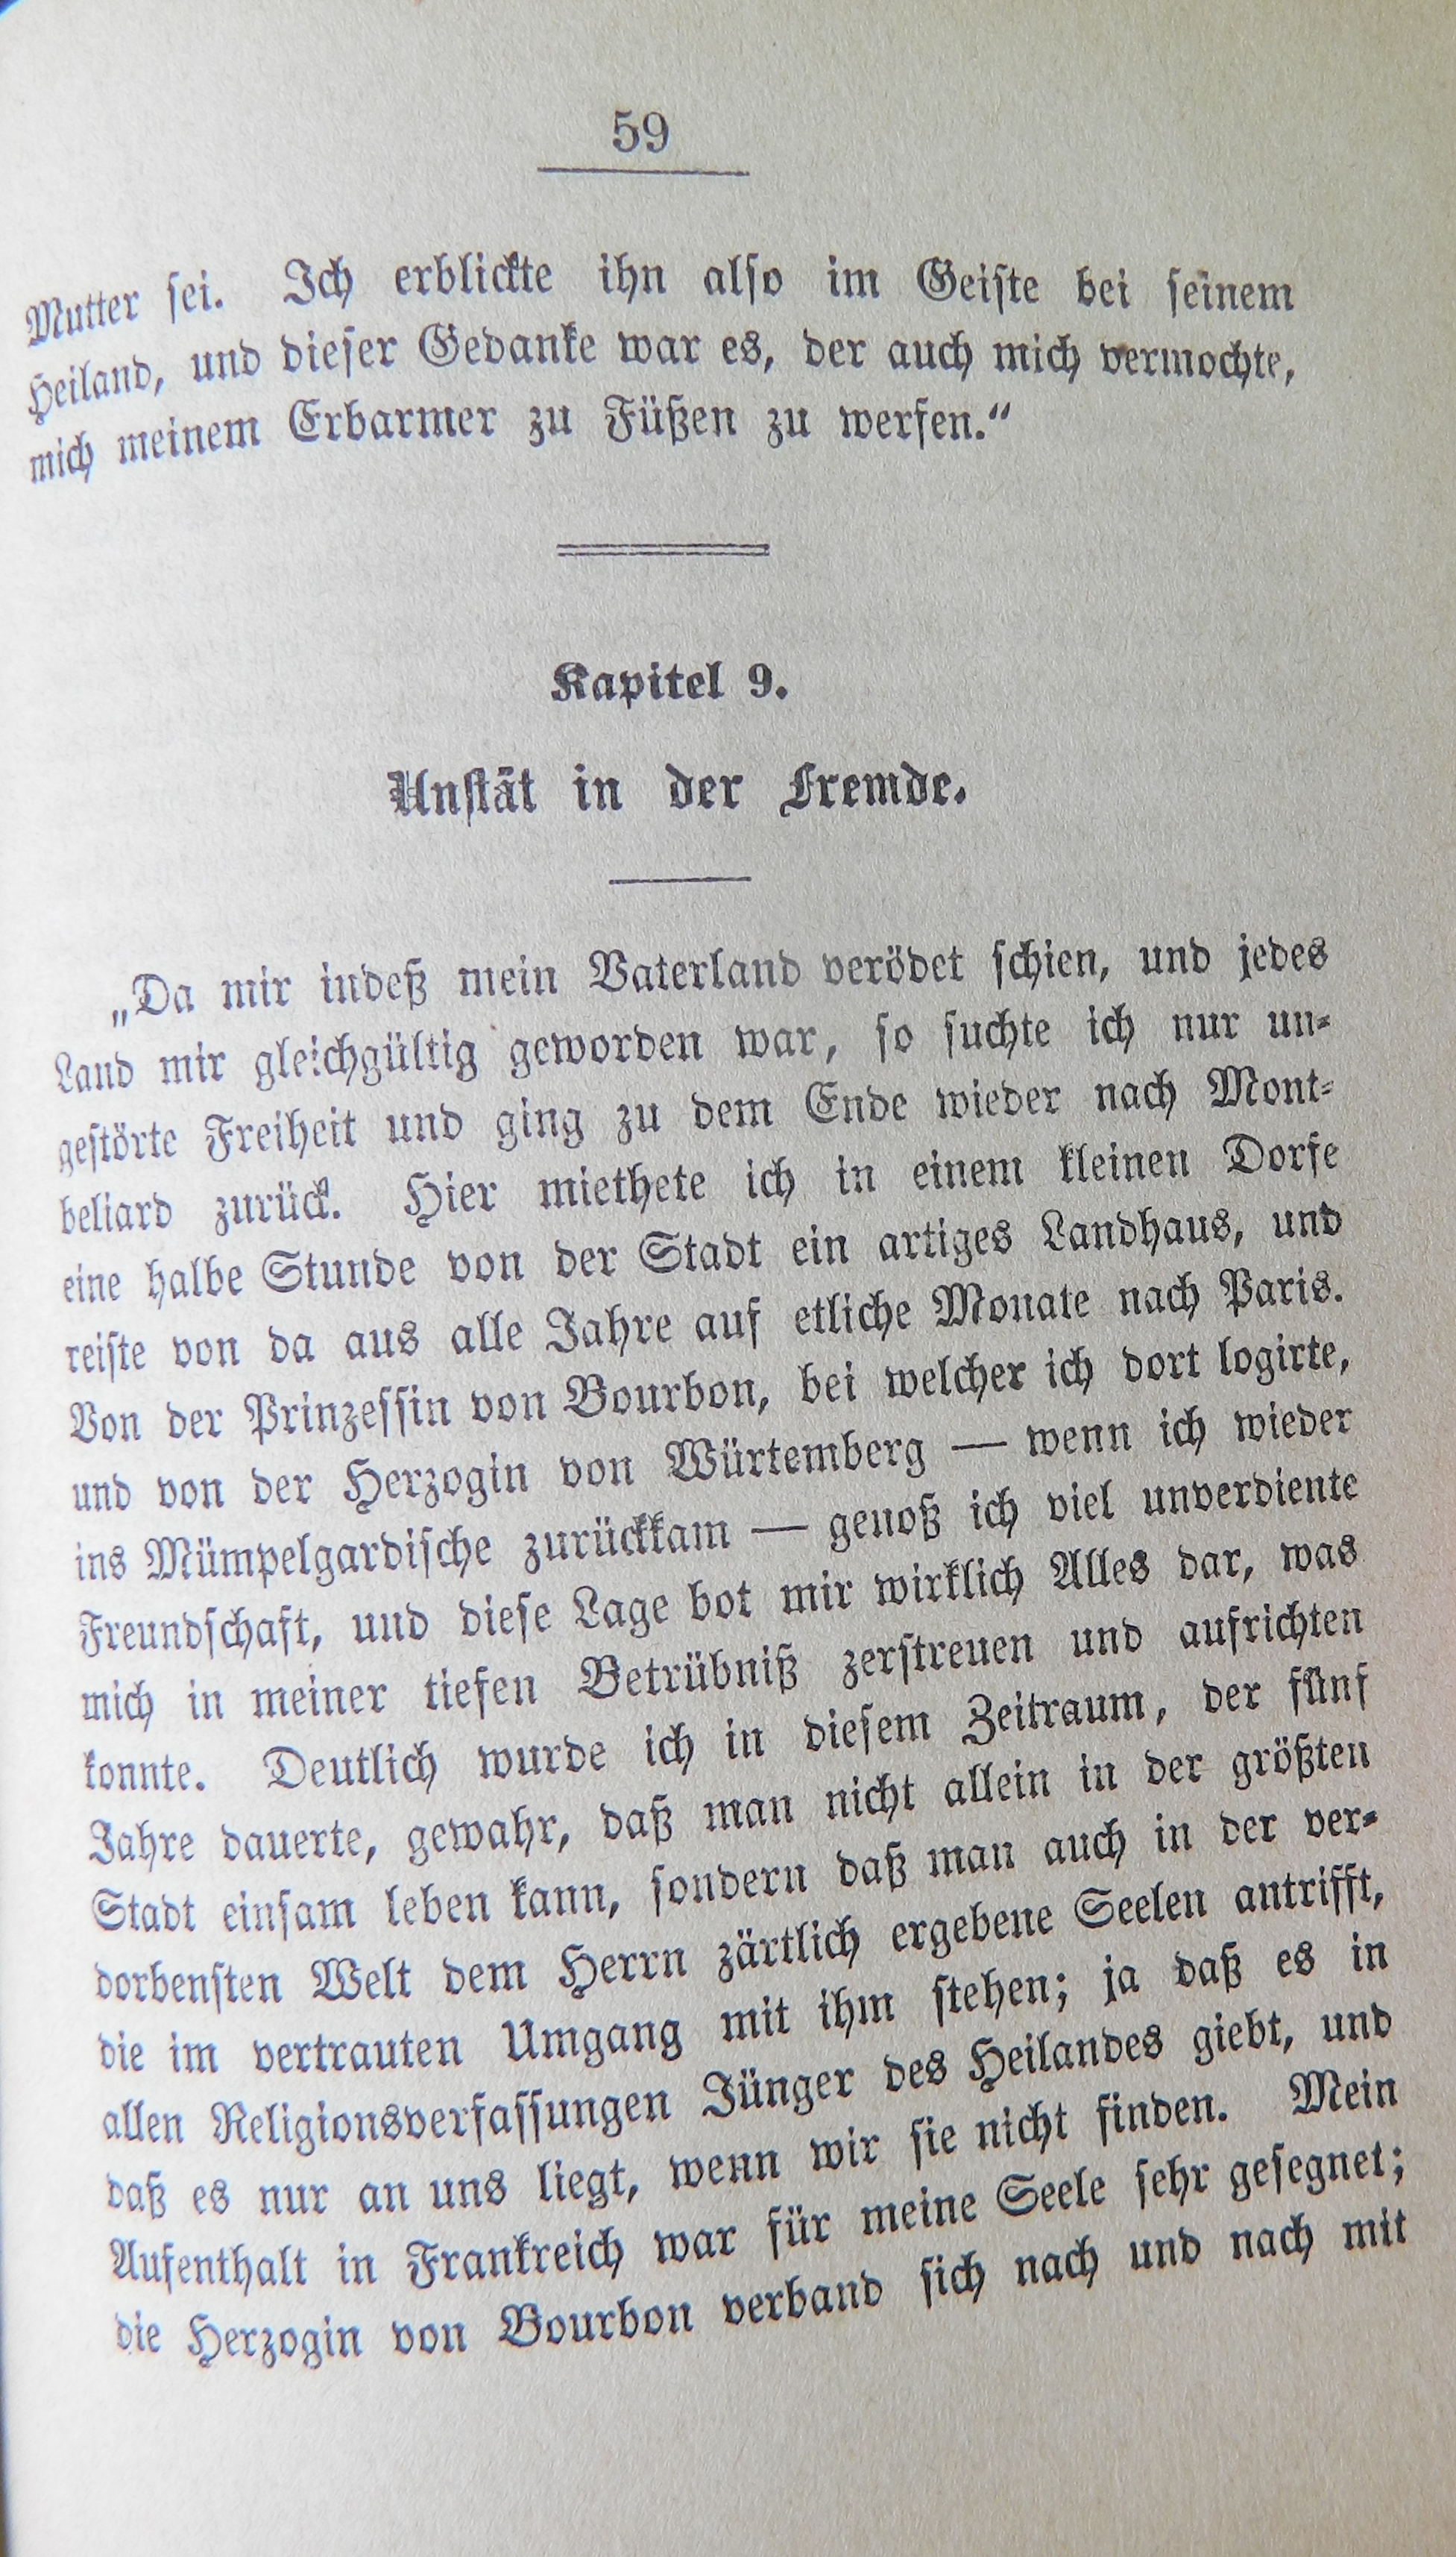 59
Mutter sei. Ich erblickte ihn also im Geiste bei seinem
Heiland, und dieser Gedanke war es, der auch mich vermochte,
mich meinem Erbarmer zu Füßen zu werfen.“
Kapitel 9.
Unstät in der Fremde.
„Da mir indeß mein Vaterland verödet schien, und jedes
Land mir gleichgültig geworden war, so suchte ich nur un-
gestörte Freiheit und ging zu dem Ende wieder nach Mont-
beliard zurück. Hier miethete ich in einem kleinen Dorfe
eine halbe Stunde von der Stadt ein artiges Landhaus, und
reiste von da aus alle Jahre auf etliche Monate nach Paris.
Von der Prinzessin von Bourbon, bei welcher ich dort logirte,
und von der Herzogin von Würtemberg — wenn ich wieder
ins Mümpelgardische zurückkam — genoß ich viel unverdiente
Freundschaft, und diese Lage bot mir wirklich Alles dar, was
mich in meiner tiefen Betrübniß zerstreuen und aufrichten
konnte. Deutlich wurde ich in diesem Zeitraum, der fünf
Jahre dauerte, gewahr, daß man nicht allein in der größten
Stadt einsam leben kann, sondern daß man auch in der ver-
dorbensten Welt dem Herrn zärtlich ergebene Seelen antrifft,
die im vertrauten Umgang mit ihm stehen; ja daß es in
allen Religionsverfassungen Jünger des Heilandes giebt, und
daß es nur an uns liegt, wenn wir sie nicht finden. Mein
Aufenthalt in Frankreich war für meine Seele sehr gesegnet;
die Herzogin von Bourbon verband sich nach und nach mit